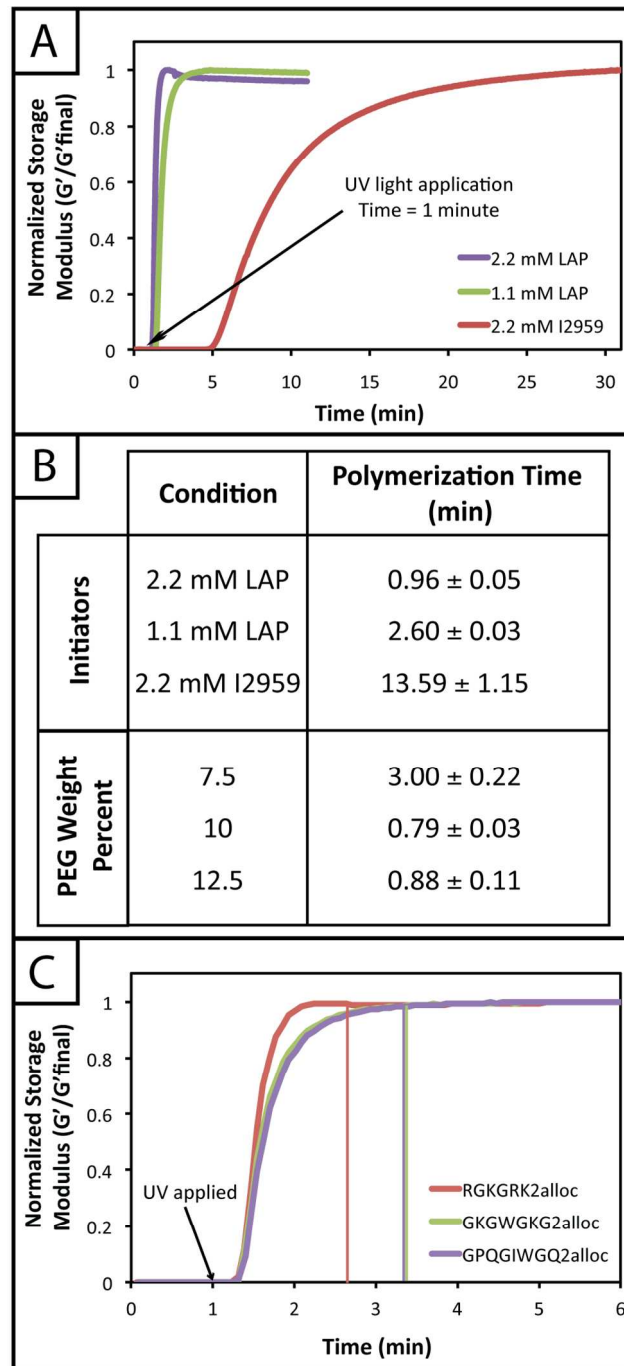 A
Normalized Storage
Modulus (G'/G'final)
1
0.8
0.6
0.4
0.2
0
UV light application
Time = 1 minute
2.2 mM LAP
1.1 mM LAP
2.2 mM I2959
0 5 10 15 20 25 30
Time (min)
B
Condition
Polymerization Time
(min)
Initiators
2.2 mM LAP 0.96 ± 0.05
1.1 mM LAP 2.60 ± 0.03
2.2 mM I2959 13.59 ± 1.15
PEG Weight
Percent
7.5 3.00 ± 0.22
10 0.79 ± 0.03
12.5 0.88 ± 0.11
C
Normalized Storage
Modulus (G'/G'final)
1
0.8
0.6
0.4
0.2
0
UV applied
RGKGRK2alloc
GKGWGKG2alloc
GPQGIWGQ2alloc
0 1 2 3 4 5 6
Time (min)